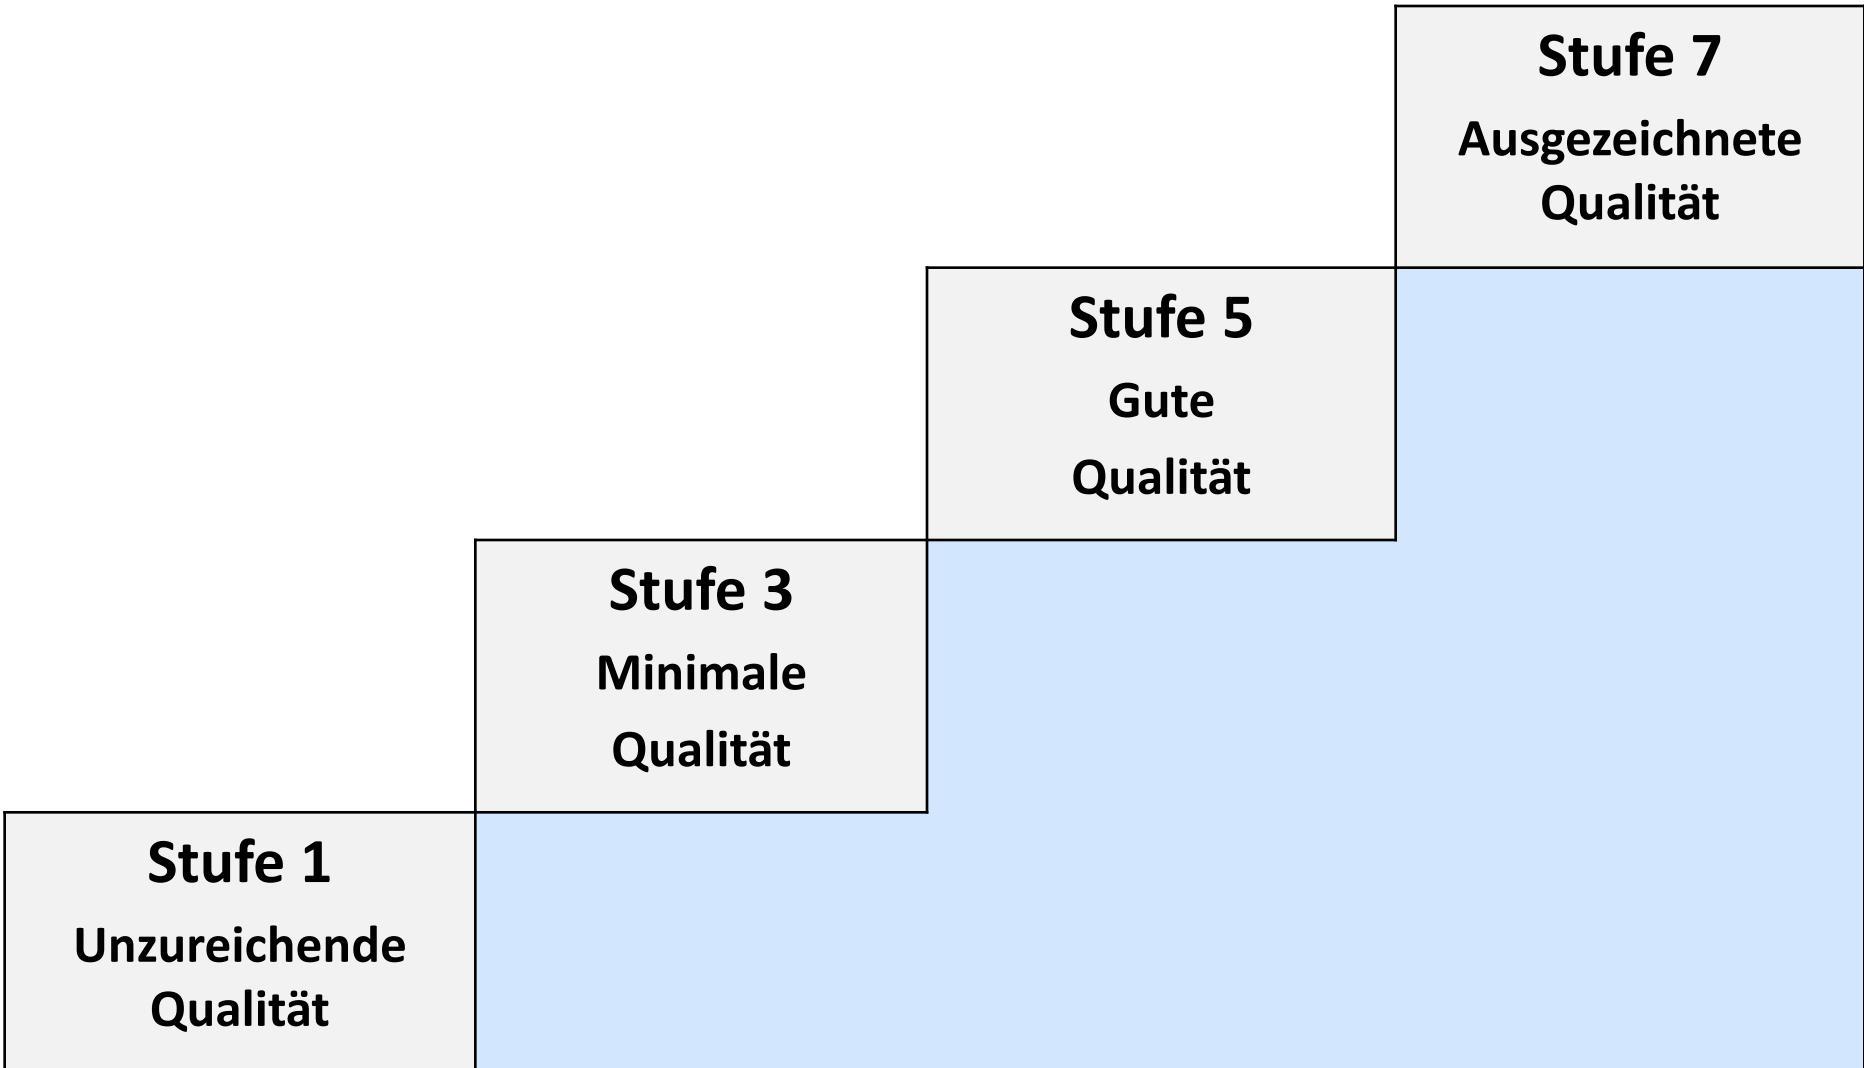 Stufe 7
Ausgezeichnete
Qualität
Stufe 5
Gute
Qualität
Stufe 3
Minimale
Qualität
Stufe 1
Unzureichende
Qualität